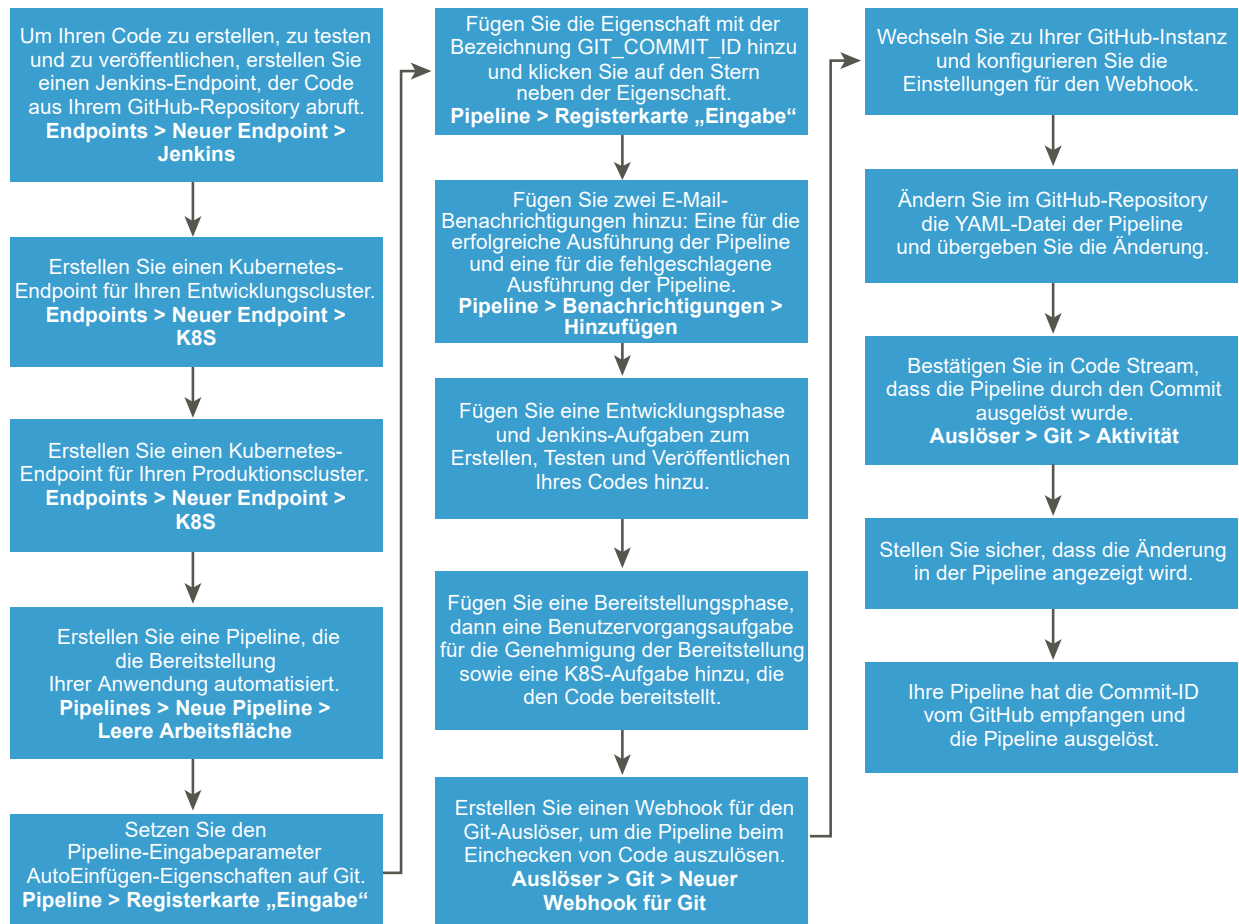 Um Ihren Code zu erstellen, zu testen
und zu veröffentlichen, erstellen Sie
einen Jenkins-Endpoint, der Code
aus Ihrem GitHub-Repository abruft.
Endpoints > Neuer Endpoint >
Jenkins
Erstellen Sie einen Kubernetes-
Endpoint für Ihren Entwicklungscluster.
Endpoints > Neuer Endpoint >
K8S
Erstellen Sie einen Kubernetes-
Endpoint für Ihren Produktionscluster.
Endpoints > Neuer Endpoint >
K8S
Erstellen Sie eine Pipeline, die
die Bereitstellung
Ihrer Anwendung automatisiert.
Pipelines > Neue Pipeline >
Leere Arbeitsfläche
Setzen Sie den
Pipeline-Eingabeparameter
AutoEinfügen-Eigenschaften auf Git.
Pipeline > Registerkarte „Eingabe“
Fügen Sie die Eigenschaft mit der
Bezeichnung GIT_COMMIT_ID hinzu
und klicken Sie auf den Stern
neben der Eigenschaft.
Pipeline > Registerkarte „Eingabe“
Fügen Sie zwei E-Mail-
Benachrichtigungen hinzu: Eine für die
erfolgreiche Ausführung der Pipeline
und eine für die fehlgeschlagene
Ausführung der Pipeline.
Pipeline > Benachrichtigungen >
Hinzufügen
Fügen Sie eine Entwicklungsphase
und Jenkins-Aufgaben zum
Erstellen, Testen und Veröffentlichen
Ihres Codes hinzu.
Fügen Sie eine Bereitstellungsphase,
dann eine Benutzervorgangsaufgabe
für die Genehmigung der Bereitstellung
sowie eine K8S-Aufgabe hinzu, die
den Code bereitstellt.
Erstellen Sie einen Webhook für den
Git-Auslöser, um die Pipeline beim
Einchecken von Code auszulösen.
Auslöser > Git > Neuer
Webhook für Git
Wechseln Sie zu Ihrer GitHub-Instanz
und konfigurieren Sie die
Einstellungen für den Webhook.
Ändern Sie im GitHub-Repository
die YAML-Datei der Pipeline
und übergeben Sie die Änderung.
Bestätigen Sie in Code Stream,
dass die Pipeline durch den Commit
ausgelöst wurde.
Auslöser > Git > Aktivität
Stellen Sie sicher, dass die Änderung
in der Pipeline angezeigt wird.
Ihre Pipeline hat die Commit-ID
vom GitHub empfangen und
die Pipeline ausgelöst.